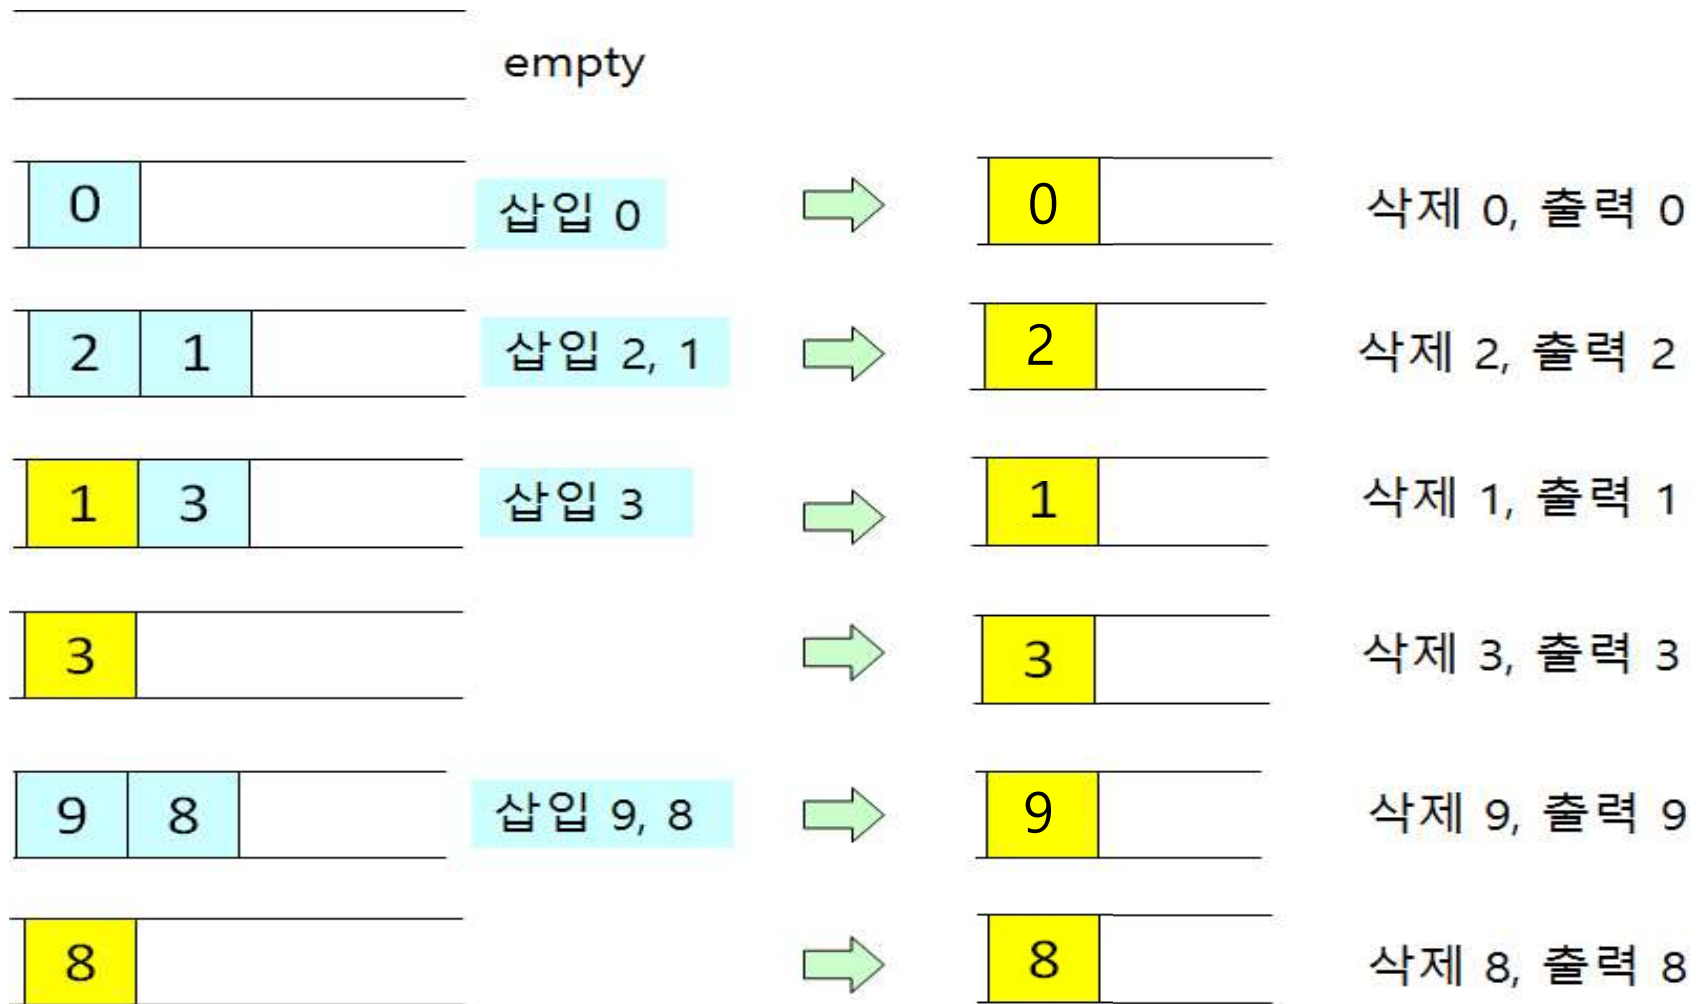 empty
0 삽입 0 0 삭제 0, 출력 0
2 1 삽입 2, 1 2 삭제 2, 출력 2
1 3 삽입 3 1 삭제 1, 출력 1
3 3 삭제 3, 출력 3
9 8 삽입 9, 8 9 삭제 9, 출력 9
8 8 삭제 8, 출력 8